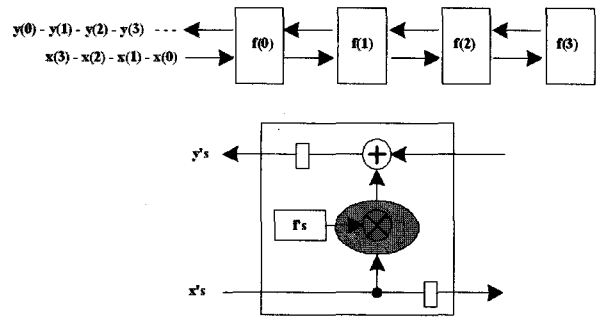 y(0) - y(1) - y(2) - y(3) ---
x(3) - x(2) - x(1) - x(0)
f(0)
f(1)
f(2)
f(3)
y's
+
f's
x's